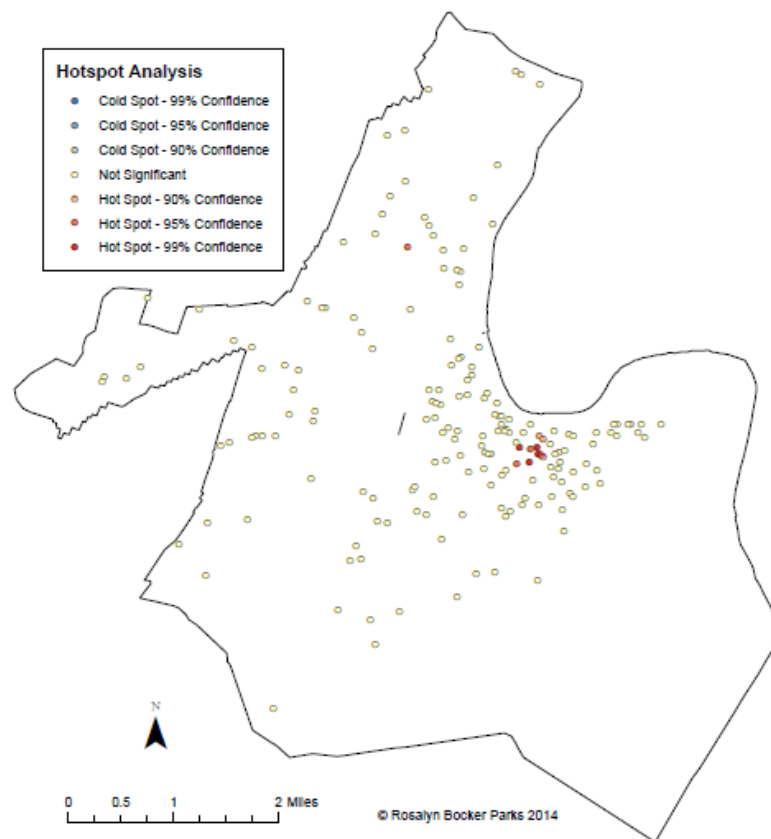 Hotspot Analysis
Cold Spot - 99% Confidence
Cold Spot - 95% Confidence
Cold Spot - 90% Confidence
Not Significant
Hot Spot - 90% Confidence
Hot Spot - 95% Confidence
Hot Spot - 99% Confidence
N
0 0.5 1 2 Miles
© Rosalyn Bocker Parks 2014